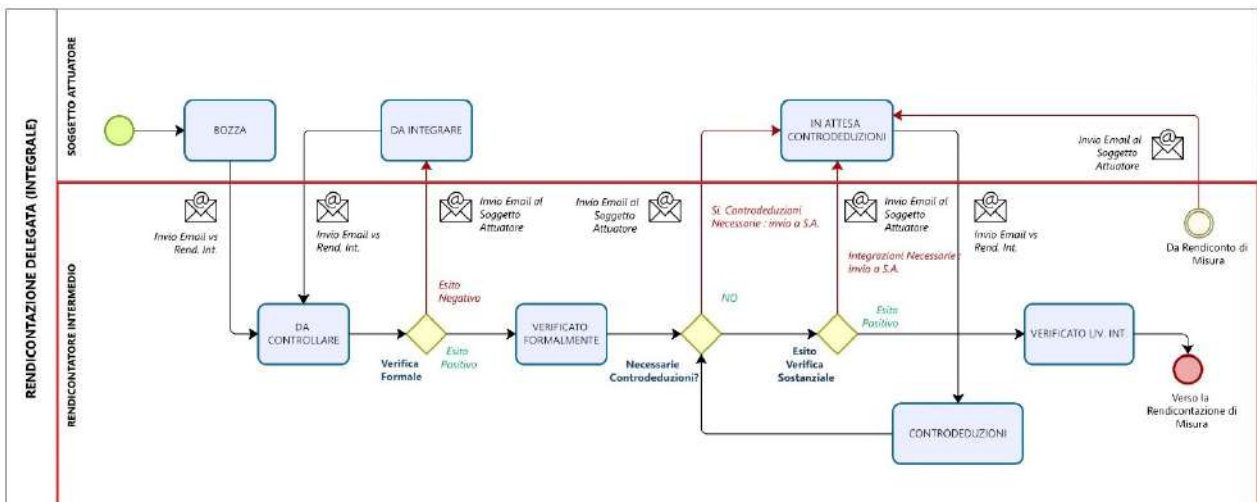 RENDICONTAZIONE DELEGATA (INTEGRALE)
SOGGETTO ATTUATORE
BOZZA
DA INTEGRARE
IN ATTESA
CONTRODEDUZIONI
Invio Email al
Soggetto
Attuatore
Invio Email vs
Rend. Int.
Invio Email vs
Rend. Int.
Invio Email al
Soggetto
Attuatore
Invio Email al
Soggetto
Attuatore
Si. Controdeduzioni
Necessarie : invio a S.A.
Invio Email al
Soggetto
Attuatore
Invio Email vs
Rend. Int.
Integrazioni Necessarie :
invio a S.A.
Da Rendiconto di
Misura
RENDICONTATORE INTERMEDIO
DA
CONTROLLARE
Esito
Negativo
Verifica
Formale
Esito
Positivo
VERIFICATO
FORMALMENTE
NO
Necessarie
Controdeduzioni?
Esito
Verifica
Sostanziale
Esito
Positivo
VERIFICATO LIV. INT.
Verso la
Rendicontazione di
Misura
CONTRODEDUZIONI